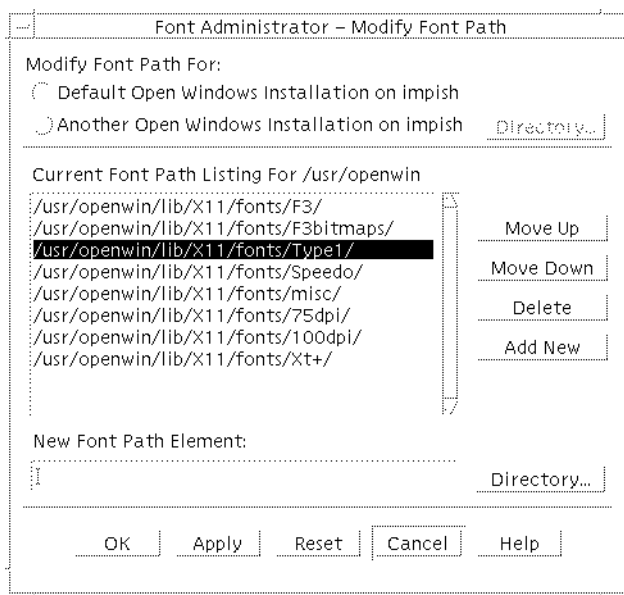 Font Administrator – Modify Font Path
Modify Font Path For:
Default Open Windows Installation on impish
Another Open Windows Installation on impish
Directory...
Current Font Path Listing For /usr/openwin
/usr/openwin/lib/X11/fonts/F3/
/usr/openwin/lib/X11/fonts/F3bitmaps/
/usr/openwin/lib/X11/fonts/Type1/
/usr/openwin/lib/X11/fonts/Speedo/
/usr/openwin/lib/X11/fonts/misc/
/usr/openwin/lib/X11/fonts/75dpi/
/usr/openwin/lib/X11/fonts/100dpi/
/usr/openwin/lib/X11/fonts/Xt+/
Move Up
Move Down
Delete
Add New
New Font Path Element:
Directory...
OK Apply Reset Cancel Help